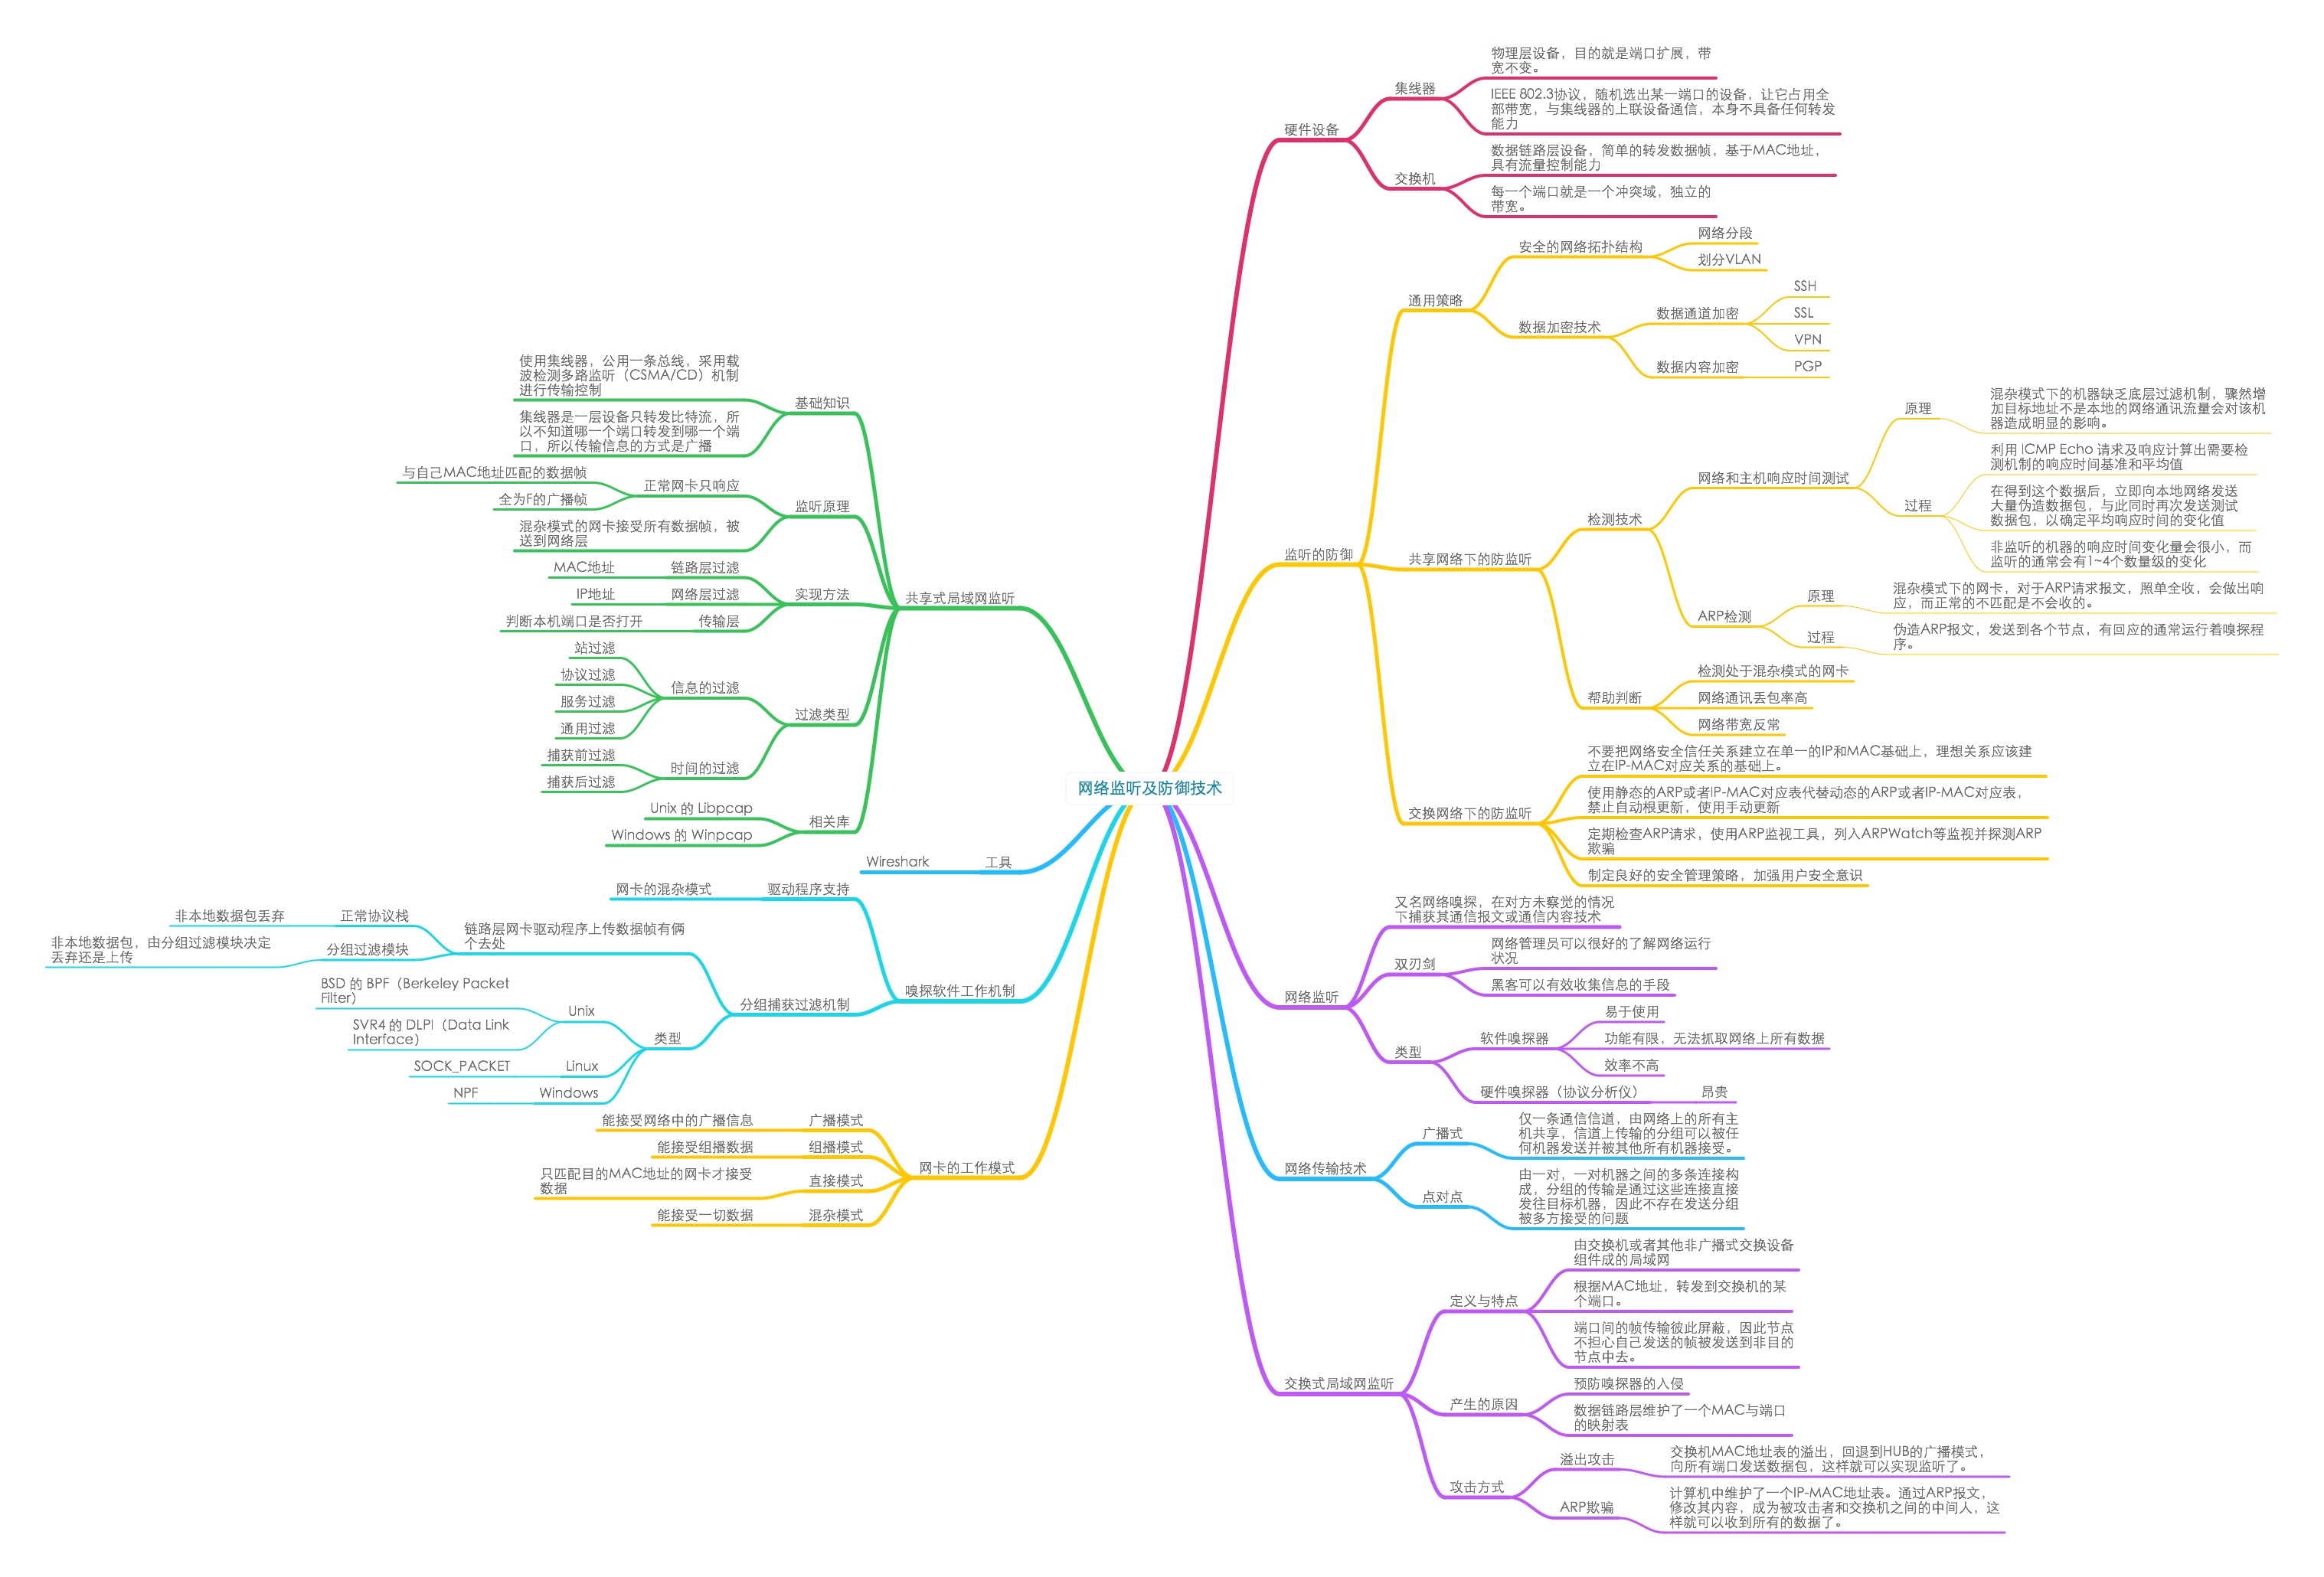 网络监听及防御技术
硬件设备
集线器
物理层设备，目的就是端口扩展，带
宽不变。
IEEE 802.3协议，随机选出某一端口的设备，让它占用全
部带宽，与集线器的上联设备通信，本身不具备任何转发
能力
交换机
数据链路层设备，简单的转发数据帧，基于MAC地址，
具有流量控制能力
每一个端口就是一个冲突域，独立的
带宽。
监听的防御
通用策略
安全的网络拓扑结构
网络分段
划分VLAN
数据加密技术
数据通道加密
SSH
SSL
VPN
数据内容加密
PGP
共享网络下的防监听
检测技术
网络和主机响应时间测试
原理
混杂模式下的机器缺乏底层过滤机制，骤然增
加目标地址不是本地的网络通讯流量会对该机
器造成明显的影响。
过程
利用 ICMP Echo 请求及响应计算出需要检
测机制的响应时间基准和平均值
在得到这个数据后，立即向本地网络发送
大量伪造数据包，与此同时再次发送测试
数据包，以确定平均响应时间的变化值
非监听的机器的响应时间变化量会很小，而
监听的通常会有1~4个数量级的变化
ARP检测
原理
混杂模式下的网卡，对于ARP请求报文，照单全收，会做出响
应，而正常的不匹配是不会收的。
过程
伪造ARP报文，发送到各个节点，有回应的通常运行着嗅探程
序。
帮助判断
检测处于混杂模式的网卡
网络通讯丢包率高
网络带宽反常
交换网络下的防监听
不要把网络安全信任关系建立在单一的IP和MAC基础上，理想关系应该建
立在IP-MAC对应关系的基础上。
使用静态的ARP或者IP-MAC对应表代替动态的ARP或者IP-MAC对应表，
禁止自动根更新，使用手动更新
定期检查ARP请求，使用ARP监视工具，列入ARPWatch等监视并探测ARP
欺骗
制定良好的安全管理策略，加强用户安全意识
网络监听
又名网络嗅探，在对方未察觉的情况
下捕获其通信报文或通信内容技术
双刃剑
网络管理员可以很好的了解网络运行
状况
黑客可以有效收集信息的手段
类型
软件嗅探器
易于使用
功能有限，无法抓取网络上所有数据
效率不高
硬件嗅探器（协议分析仪）
昂贵
网络传输技术
广播式
仅一条通信信道，由网络上的所有主
机共享，信道上传输的分组可以被任
何机器发送并被其他所有机器接受。
点对点
由一对，一对机器之间的多条连接构
成，分组的传输是通过这些连接直接
发往目标机器，因此不存在发送分组
被多方接受的问题
交换式局域网监听
定义与特点
由交换机或者其他非广播式交换设备
组件成的局域网
根据MAC地址，转发到交换机的某
个端口。
端口间的帧传输彼此屏蔽，因此节点
不担心自己发送的帧被发送到非目的
节点中去。
产生的原因
预防嗅探器的入侵
数据链路层维护了一个MAC与端口
的映射表
攻击方式
溢出攻击
交换机MAC地址表的溢出，回退到HUB的广播模式，
向所有端口发送数据包，这样就可以实现监听了。
ARP欺骗
计算机中维护了一个IP-MAC地址表。通过ARP报文，
修改其内容，成为被攻击者和交换机之间的中间人，这
样就可以收到所有的数据了。
共享式局域网监听
基础知识
使用集线器，公用一条总线，采用载
波检测多路监听（CSMA/CD）机制
进行传输控制
集线器是一层设备只转发比特流，所
以不知道哪一个端口转发到哪一个端
口，所以传输信息的方式是广播
监听原理
正常网卡只响应
与自己MAC地址匹配的数据帧
全为F的广播帧
混杂模式的网卡接受所有数据帧，被
送到网络层
实现方法
链路层过滤
MAC地址
网络层过滤
IP地址
传输层
判断本机端口是否打开
过滤类型
信息的过滤
站过滤
协议过滤
服务过滤
通用过滤
时间的过滤
捕获前过滤
捕获后过滤
相关库
Unix 的 Libpcap
Windows 的 Winpcap
工具
Wireshark
嗅探软件工作机制
驱动程序支持
网卡的混杂模式
分组捕获过滤机制
链路层网卡驱动程序上传数据帧有俩
个去处
正常协议栈
非本地数据包丢弃
分组过滤模块
非本地数据包，由分组过滤模块决定
丢弃还是上传
类型
Unix
BSD 的 BPF（Berkeley Packet
Filter）
SVR4 的 DLPI（Data Link
Interface）
Linux
SOCK_PACKET
Windows
NPF
网卡的工作模式
广播模式
能接受网络中的广播信息
组播模式
能接受组播数据
直接模式
只匹配目的MAC地址的网卡才接受
数据
混杂模式
能接受一切数据